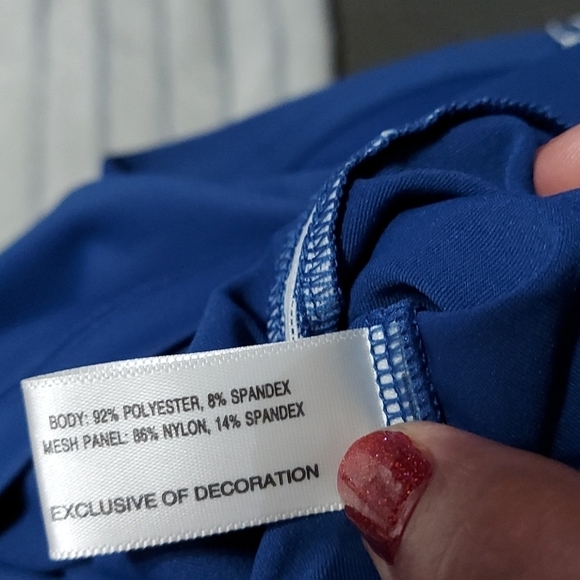 BODY: 92% POLYESTER, 8% SPANDEX
MESH PANEL: 86% NYLON, 14% SPANDEX
EXCLUSIVE OF DECORATION